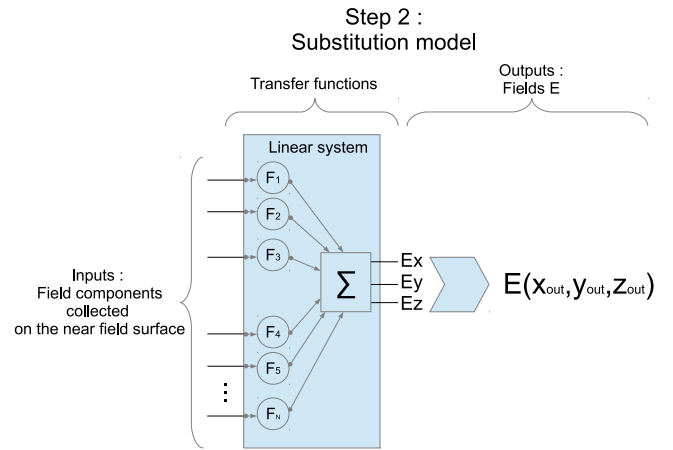 Step 2 :
Substitution model
Transfer functions
Outputs :
Fields E
Linear system
F1
F2
F3
F4
F5
FN
Inputs :
Field components
collected
on the near field surface
...
Σ
Ex
Ey
Ez
E(xout,yout,zout)